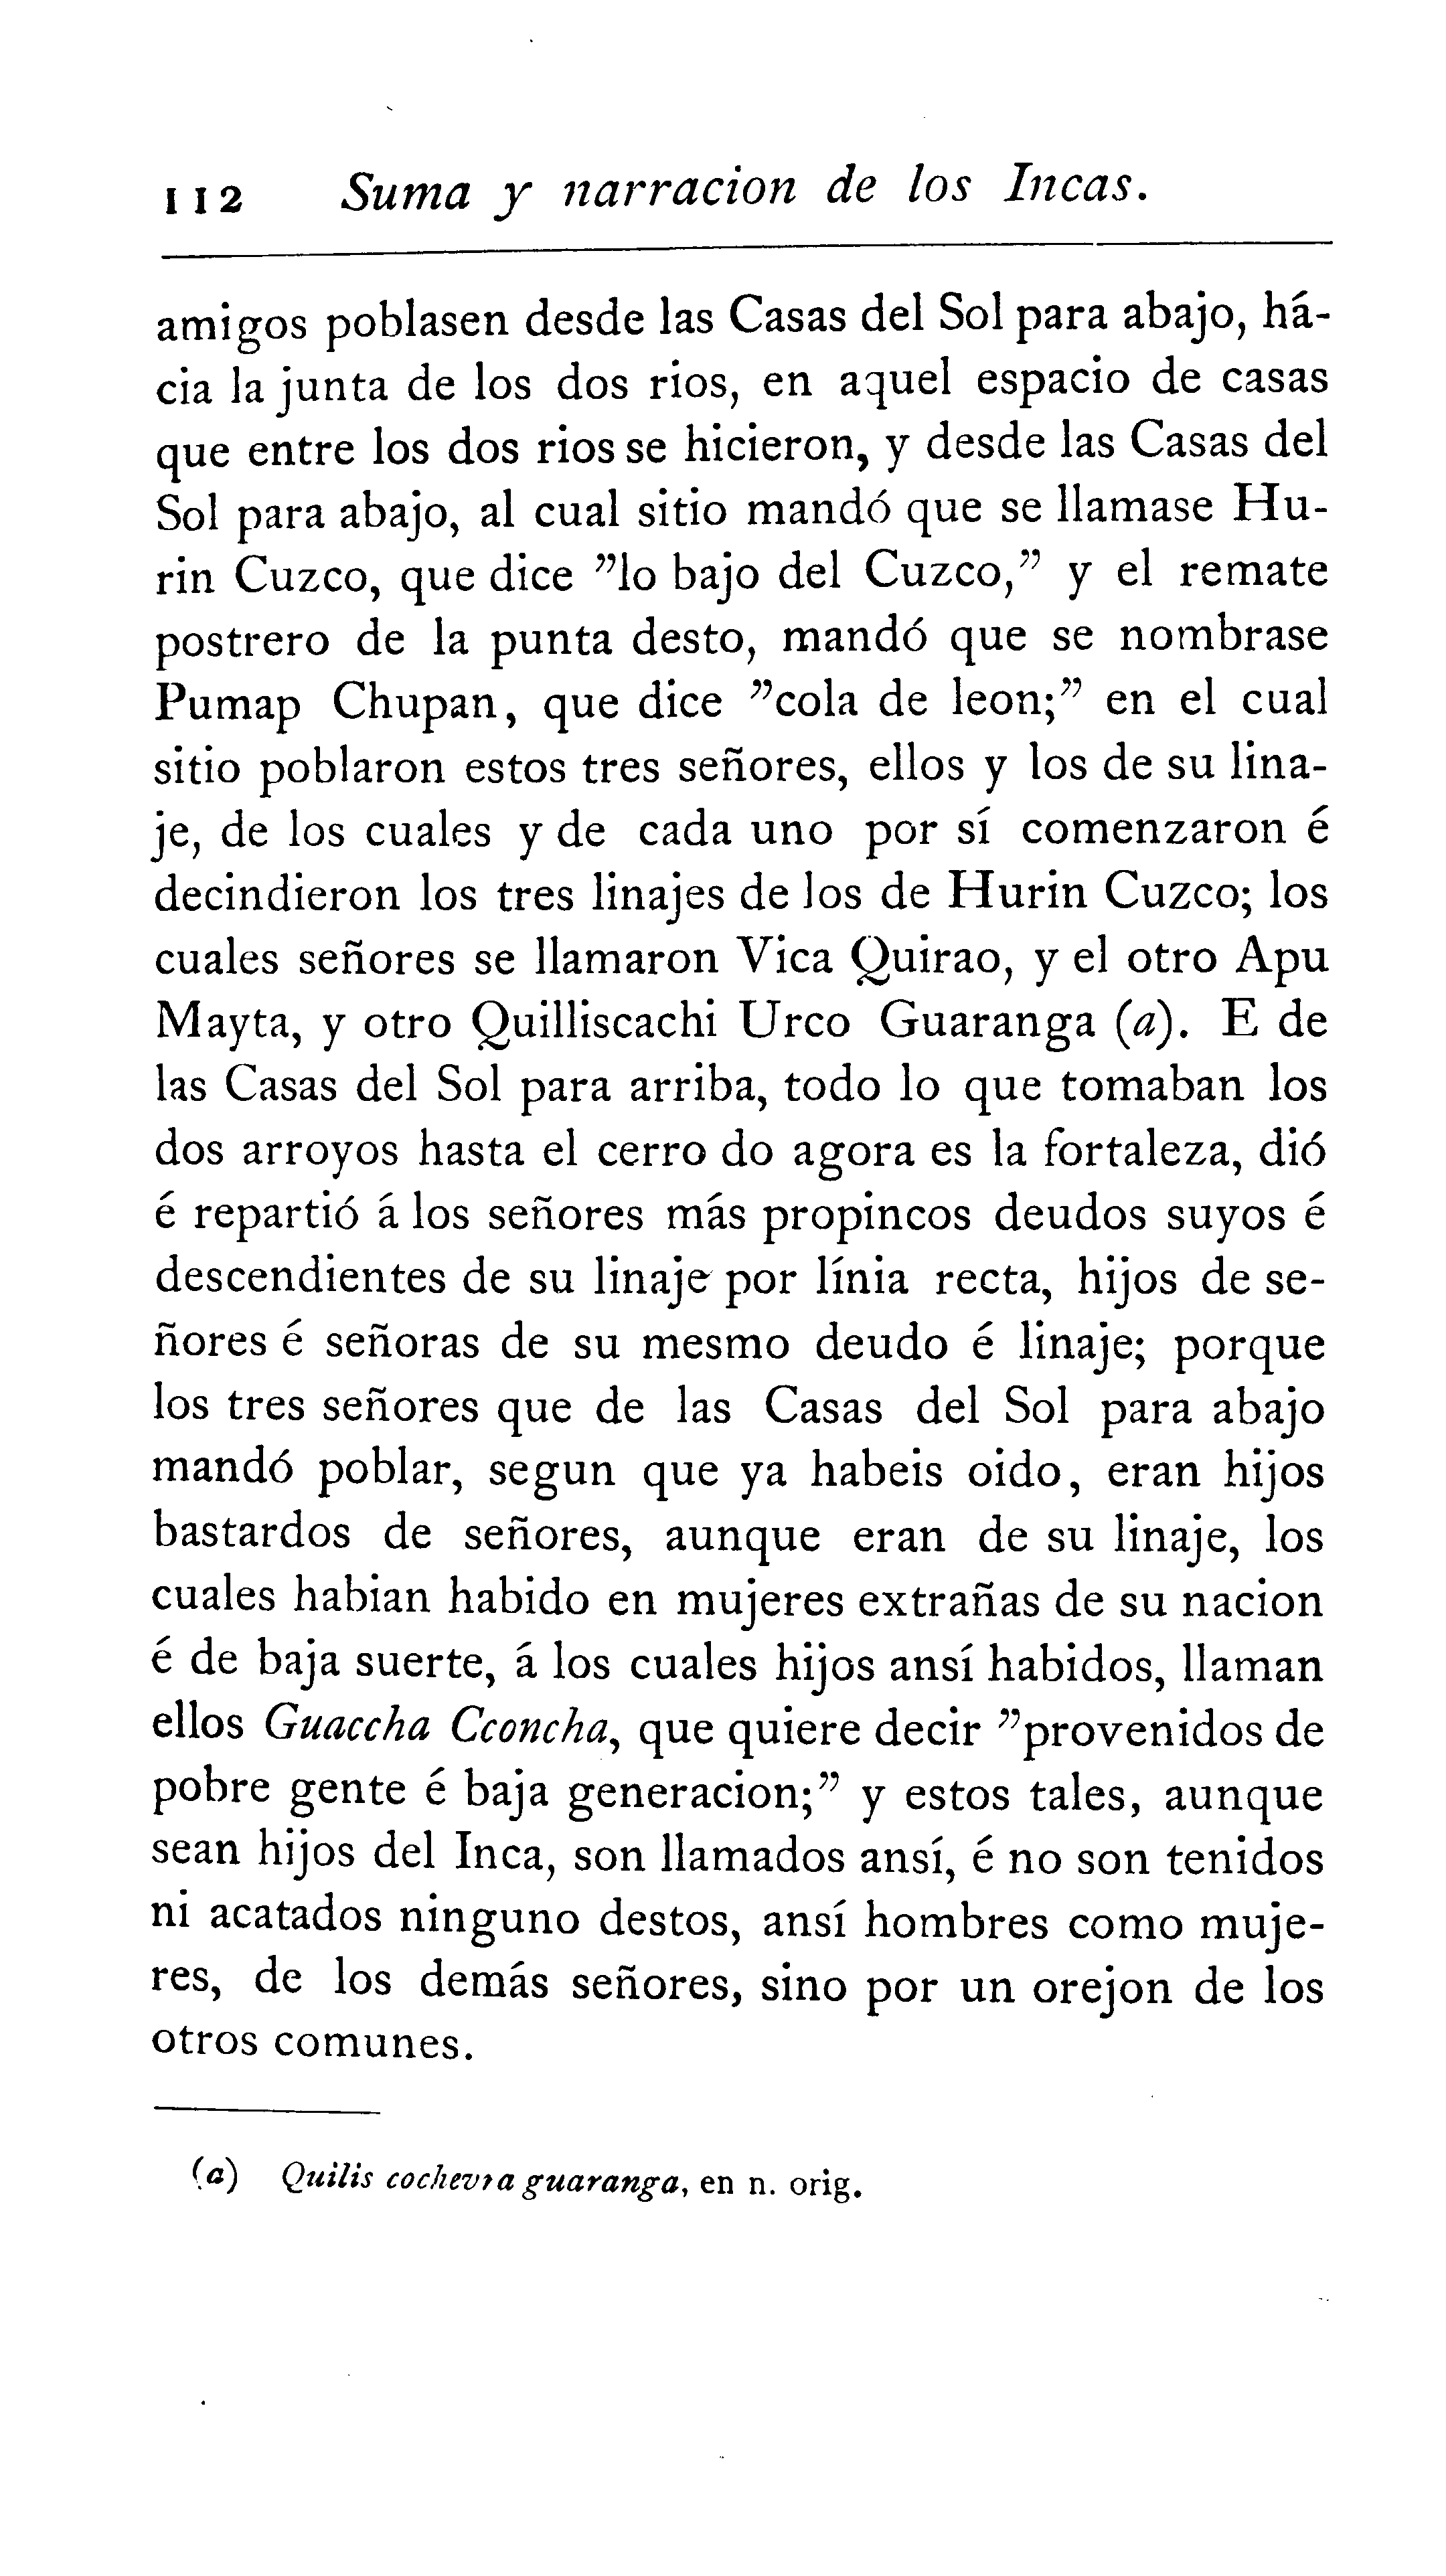 112 Suma y narracion de los Incas.
amigos poblasen desde las Casas del Sol para abajo, há-
cia la junta de los dos rios, en aquel espacio de casas
que entre los dos rios se hicieron, y desde las Casas del
Sol para abajo, al cual sitio mandó que se llamase Hu-
rin Cuzco, que dice ”lo bajo del Cuzco,” y el remate
postrero de la punta desto, mandó que se nombrase
Pumap Chupan, que dice ”cola de leon;” en el cual
sitio poblaron estos tres señores, ellos y los de su lina-
je, de los cuales y de cada uno por sí comenzaron é
decindieron los tres linajes de los de Hurin Cuzco; los
cuales señores se llamaron Vica Quirao, y el otro Apu
Mayta, y otro Quilliscachi Urco Guaranga (a). E de
las Casas del Sol para arriba, todo lo que tomaban los
dos arroyos hasta el cerro do agora es la fortaleza, dió
é repartió á los señores más propincos deudos suyos é
descendientes de su linaje por línia recta, hijos de se-
ñores é señoras de su mesmo deudo é linaje; porque
los tres señores que de las Casas del Sol para abajo
mandó poblar, segun que ya habeis oido, eran hijos
bastardos de señores, aunque eran de su linaje, los
cuales habian habido en mujeres extrañas de su nacion
é de baja suerte, á los cuales hijos ansí habidos, llaman
ellos Guaccha Cconcha, que quiere decir ”provenidos de
pobre gente é baja generacion;” y estos tales, aunque
sean hijos del Inca, son llamados ansí, é no son tenidos
ni acatados ninguno destos, ansí hombres como muje-
res, de los demás señores, sino por un orejon de los
otros comunes.
(a) Quilis cochevra guaranga, en n. orig.